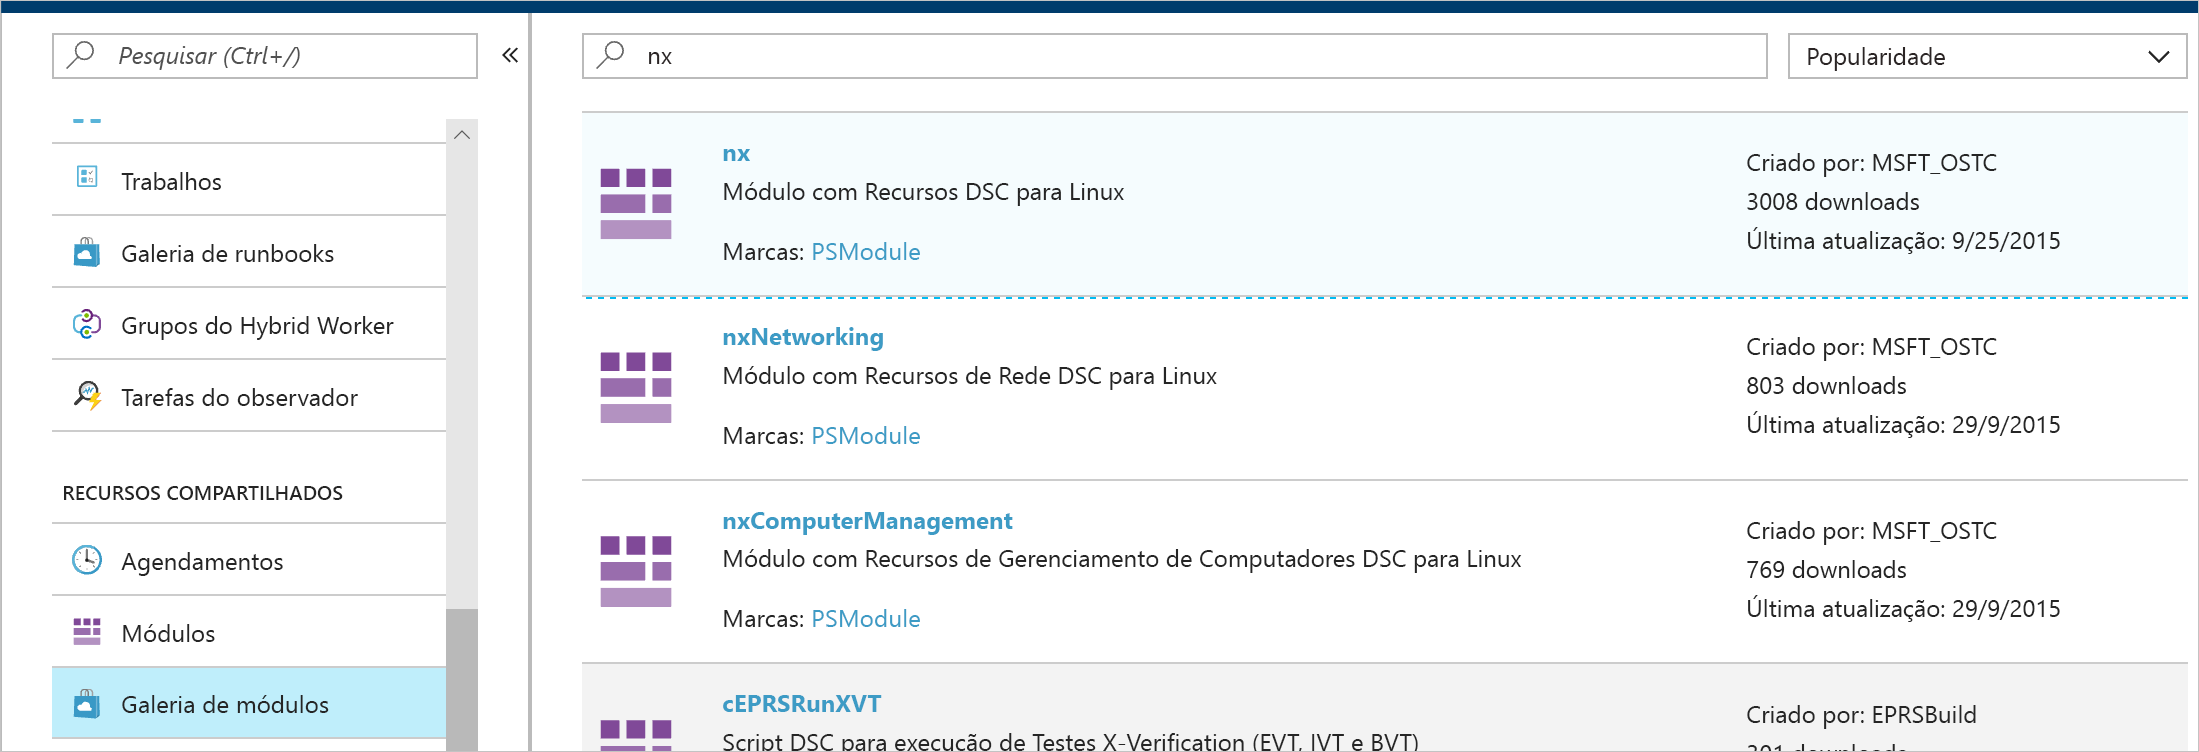 Pesquisar (Ctrl+/)
«
Trabalhos
Galeria de runbooks
Grupos do Hybrid Worker
Tarefas do observador
RECURSOS COMPARTILHADOS
Agendamentos
Módulos
Galeria de módulos
nx
Popularidade
nx
Módulo com Recursos DSC para Linux
Marcas: PSModule
Criado por: MSFT_OSTC
3008 downloads
Última atualização: 9/25/2015
nxNetworking
Módulo com Recursos de Rede DSC para Linux
Marcas: PSModule
Criado por: MSFT_OSTC
803 downloads
Última atualização: 29/9/2015
nxComputerManagement
Módulo com Recursos de Gerenciamento de Computadores DSC para Linux
Marcas: PSModule
Criado por: MSFT_OSTC
769 downloads
Última atualização: 29/9/2015
cEPRSRunXVT
Script DSC para execução de Testes X-Verification (EVT, IVT e BVT)
Criado por: EPRSBuild
301 downloads